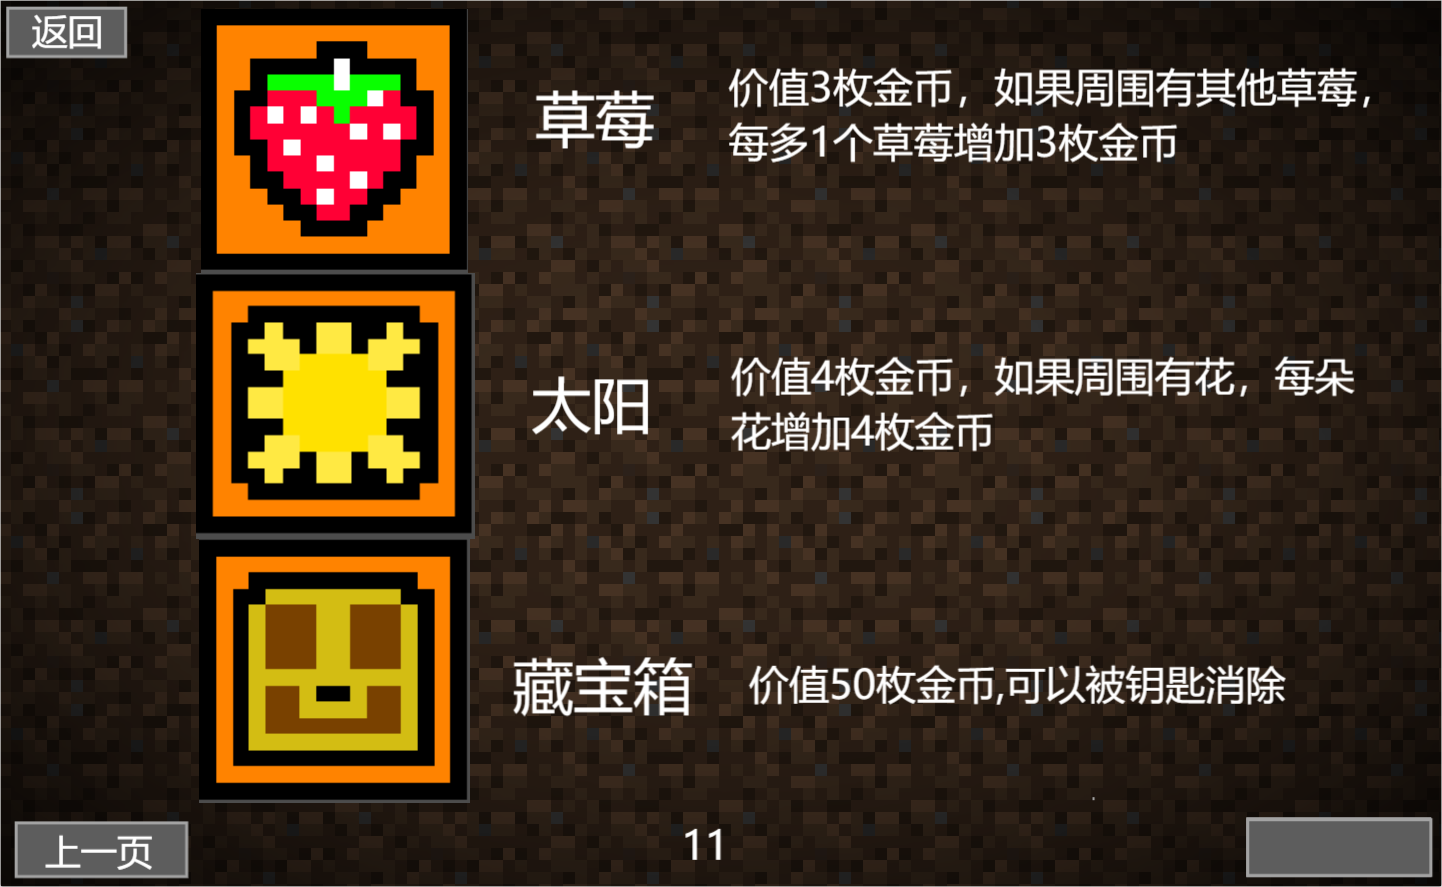 返回
草莓
价值3枚金币，如果周围有其他草莓，
每多1个草莓增加3枚金币
太阳
价值4枚金币，如果周围有花，每朵
花增加4枚金币
藏宝箱
价值50枚金币,可以被钥匙消除
上一页
11